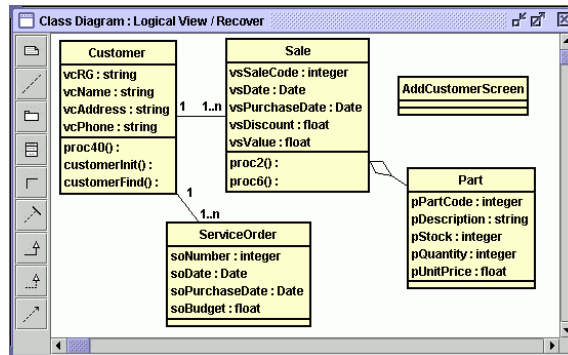 Class Diagram : Logical View / Recover
Customer
vcRG : string
vcName : string
vcAddress : string
vcPhone : string
proc40() :
customerInit() :
customerFind() :
1
1..n
Sale
vsSaleCode : integer
vsDate : Date
vsPurchaseDate : Date
vsDiscount : float
vsValue : float
proc2() :
proc6() :
AddCustomerScreen
1
1..n
ServiceOrder
soNumber : integer
soDate : Date
soPurchaseDate : Date
soBudget : float
Part
pPartCode : integer
pDescription : string
pStock : integer
pQuantity : integer
pUnitPrice : float